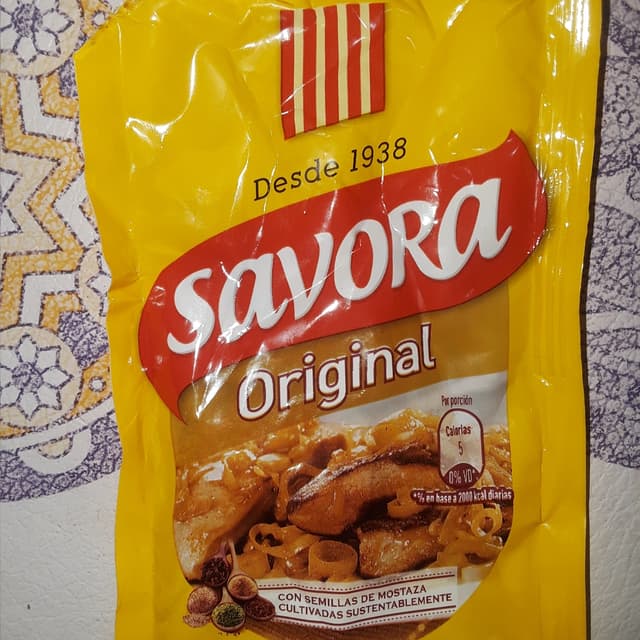 Desde 1938
SAVORA
Original
Por porción
Calorías
5
0% VD*
*% en base a 2000 kcal diarias
CON SEMILLAS DE MOSTAZA
CULTIVADAS SUSTENTABLEMENTE